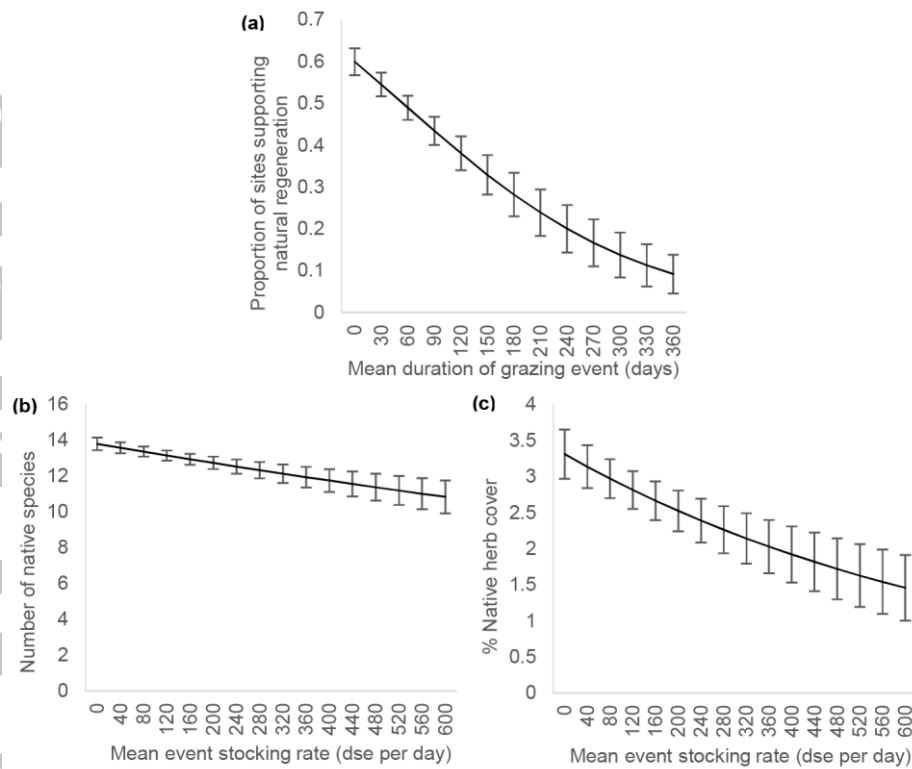 (a)
Proportion of sites supporting
natural regeneration
0.7
0.6
0.5
0.4
0.3
0.2
0.1
0
0 30 60 90 120 150 180 210 240 270 300 330 360
Mean duration of grazing event (days)
(b)
Number of native species
16
14
12
10
8
6
4
2
0
0 40 80 120 160 200 240 280 320 360 400 440 480 520 560 600
Mean event stocking rate (dse per day)
(c)
% Native herb cover
4
3.5
3
2.5
2
1.5
1
0.5
0
0 40 80 120 160 200 240 280 320 360 400 440 480 520 560 600
Mean event stocking rate (dse per day)